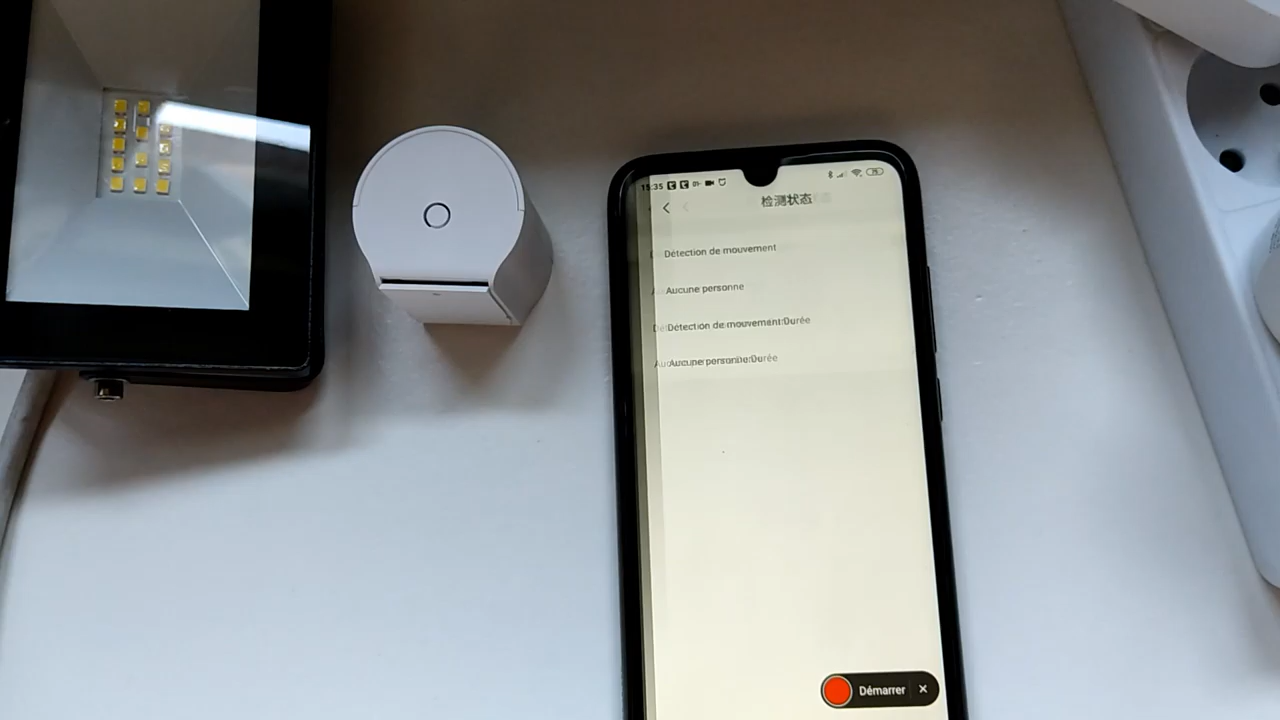 15:35
检测状态
Détection de mouvement
Aucune personne
Détection de mouvement:Durée
Aucune personne:Durée
Démarrer